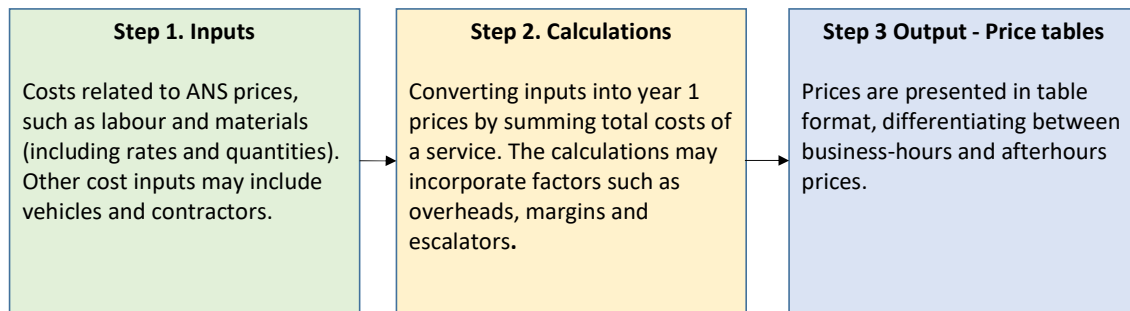 Step 1. Inputs
Costs related to ANS prices,
such as labour and materials
(including rates and quantities).
Other cost inputs may include
vehicles and contractors.
Step 2. Calculations
Converting inputs into year 1
prices by summing total costs of
a service. The calculations may
incorporate factors such as
overheads, margins and
escalators.
Step 3 Output - Price tables
Prices are presented in table
format, differentiating between
business-hours and afterhours
prices.